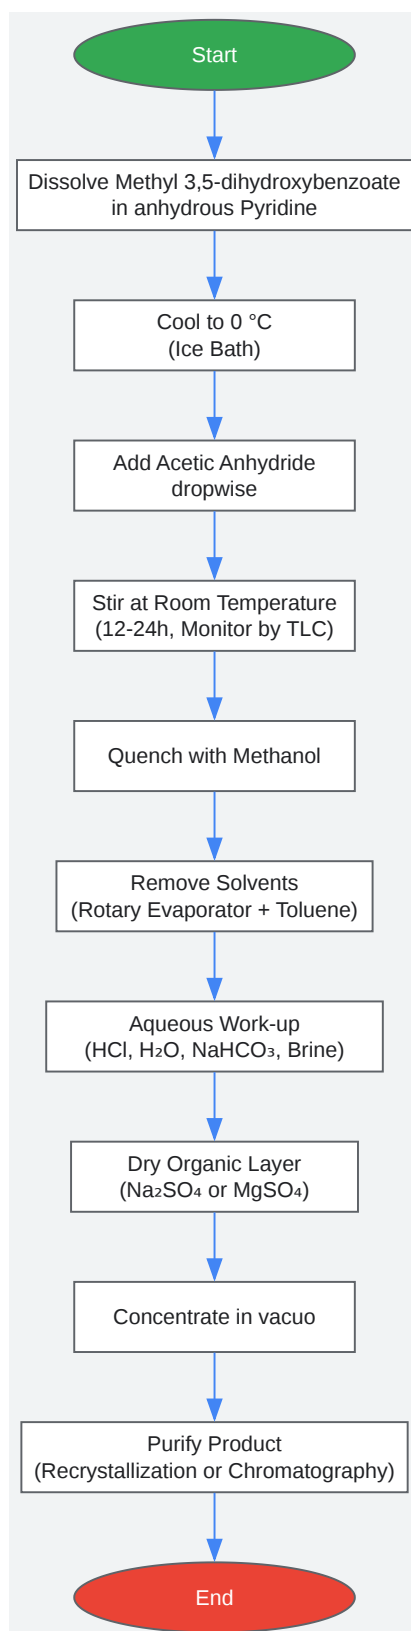 Start
Dissolve Methyl 3,5-dihydroxybenzoate
in anhydrous Pyridine
Cool to 0 °C
(Ice Bath)
Add Acetic Anhydride
dropwise
Stir at Room Temperature
(12-24h, Monitor by TLC)
Quench with Methanol
Remove Solvents
(Rotary Evaporator + Toluene)
Aqueous Work-up
(HCl, H₂O, NaHCO₃, Brine)
Dry Organic Layer
(Na₂SO₄ or MgSO₄)
Concentrate in vacuo
Purify Product
(Recrystallization or Chromatography)
End